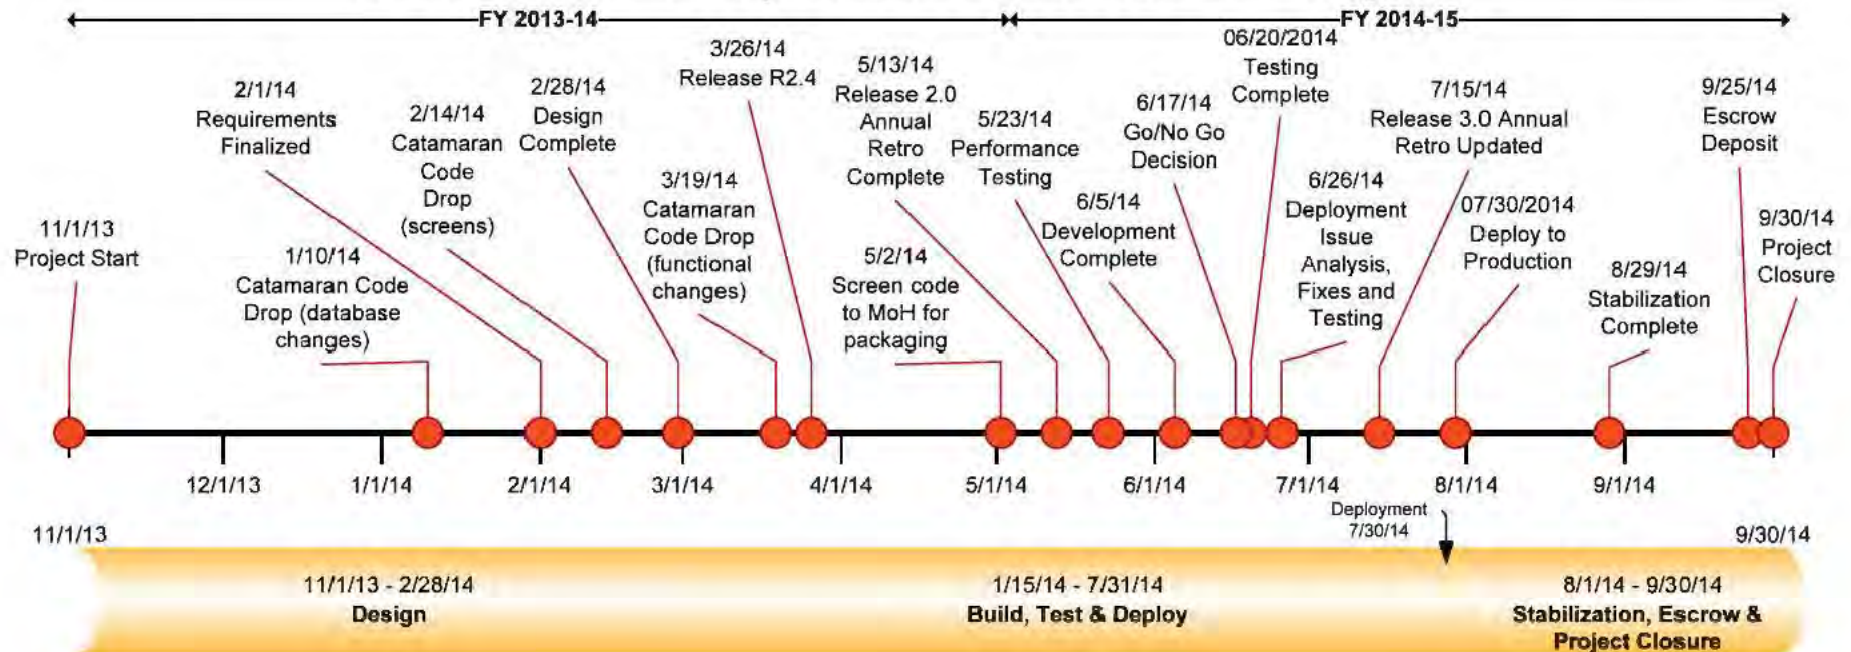 FY 2013-14
FY 2014-15
11/1/13
Project Start
1/10/14
Catamaran Code
Drop (database
changes)
2/1/14
Requirements
Finalized
2/14/14
Catamaran
Code
Drop
(screens)
2/28/14
Design
Complete
3/19/14
Catamaran
Code Drop
(functional
changes)
3/26/14
Release R2.4
5/2/14
Screen code
to MoH for
packaging
5/13/14
Release 2.0
Annual
Retro
Complete
5/23/14
Performance
Testing
6/5/14
Development
Complete
6/17/14
Go/No Go
Decision
06/20/2014
Testing
Complete
6/26/14
Deployment
Issue
Analysis,
Fixes and
Testing
7/15/14
Release 3.0 Annual
Retro Updated
07/30/2014
Deploy to
Production
8/29/14
Stabilization
Complete
9/25/14
Escrow
Deposit
9/30/14
Project
Closure
12/1/13
1/1/14
2/1/14
3/1/14
4/1/14
5/1/14
6/1/14
7/1/14
8/1/14
9/1/14
11/1/13
Deployment
7/30/14
9/30/14
11/1/13 - 2/28/14
Design
1/15/14 - 7/31/14
Build, Test & Deploy
8/1/14 - 9/30/14
Stabilization, Escrow &
Project Closure